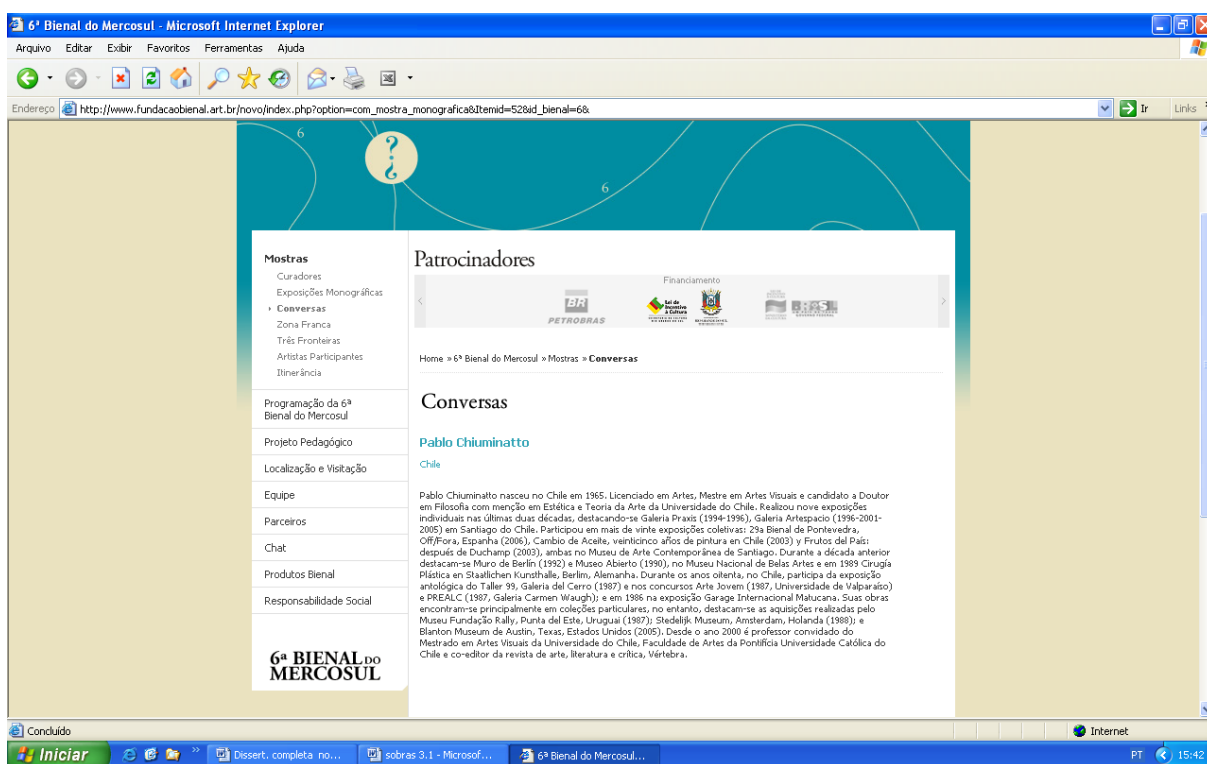 6ª Bienal do Mercosul - Microsoft Internet Explorer
Arquivo Editar Exibir Favoritos Ferramentas Ajuda
Endereço http://www.fundacaobienal.art.br/novo/index.php?option=com_mostra_monografica&Itemid=52&id_bienal=6& Ir Links
6
?
6
Mostras
Curadores
Exposições Monográficas
Conversas
Zona Franca
Três Fronteiras
Artistas Participantes
Itinerância
Programação da 6ª
Bienal do Mercosul
Projeto Pedagógico
Localização e Visitação
Equipe
Parceiros
Chat
Produtos Bienal
Responsabilidade Social
6ª BIENAL DO
MERCOSUL
Patrocinadores
Financiamento
BR
PETROBRAS
Lei de
Incentivo
à Cultura
BRASIL
Home » 6ª Bienal do Mercosul » Mostras » Conversas
Conversas
Pablo Chiuminatto
Chile
Pablo Chiuminatto nasceu no Chile em 1965. Licenciado em Artes, Mestre em Artes Visuais e candidato a Doutor
em Filosofia com menção em Estética e Teoria da Arte da Universidade do Chile. Realizou nove exposições
individuais nas últimas duas décadas, destacando-se Galeria Praxis (1994-1996), Galeria Artespacio (1996-2001-
2005) em Santiago do Chile. Participou em mais de vinte exposições coletivas: 29a Bienal de Pontevedra,
Off/Fora, Espanha (2006), Cambio de Aceite, veinticinco años de pintura en Chile (2003) y Frutos del País:
después de Duchamp (2003), ambas no Museu de Arte Contemporânea de Santiago. Durante a década anterior
destacam-se Muro de Berlín (1992) e Museo Abierto (1990), no Museu Nacional de Belas Artes e em 1989 Cirugía
Plástica en Staatlichen Kunsthalle, Berlim, Alemanha. Durante os anos oitenta, no Chile, participa da exposição
antológica do Taller 99, Galeria del Cerro (1987) e nos concursos Arte Jovem (1987, Universidade de Valparaíso)
e PREALC (1987, Galeria Carmen Waugh); e em 1986 na exposição Garage Internacional Matucana. Suas obras
encontram-se principalmente em coleções particulares, no entanto, destacam-se as aquisições realizadas pelo
Museu Fundação Rally, Punta del Este, Uruguai (1987); Stedelijk Museum, Amsterdam, Holanda (1988); e
Blanton Museum de Austin, Texas, Estados Unidos (2005). Desde o ano 2000 é professor convidado do
Mestrado em Artes Visuais da Universidade do Chile, Faculdade de Artes da Pontifícia Universidade Católica do
Chile e co-editor da revista de arte, literatura e crítica, Vértebra.
Concluído Internet
Iniciar Dissert. completa no... sobras 3.1 - Microsof... 6ª Bienal do Mercosul... PT 15:42